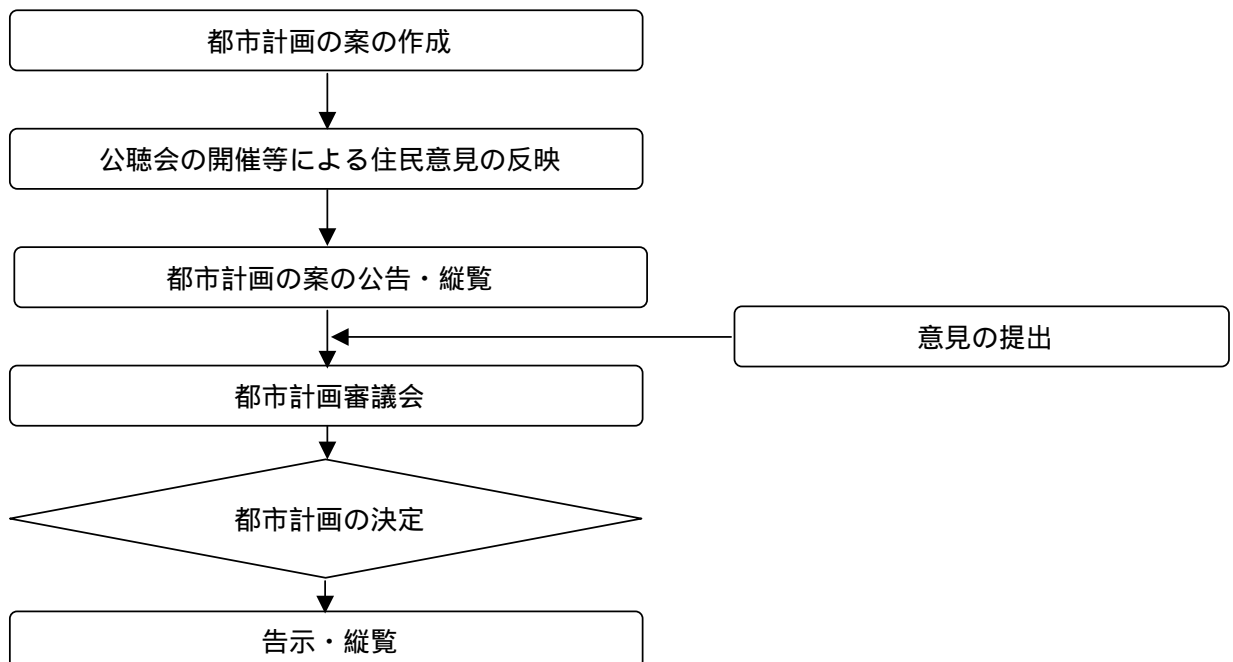 都市計画の案の作成
公聴会の開催等による住民意見の反映
都市計画の案の公告・縦覧
意見の提出
都市計画審議会
都市計画の決定
告示・縦覧